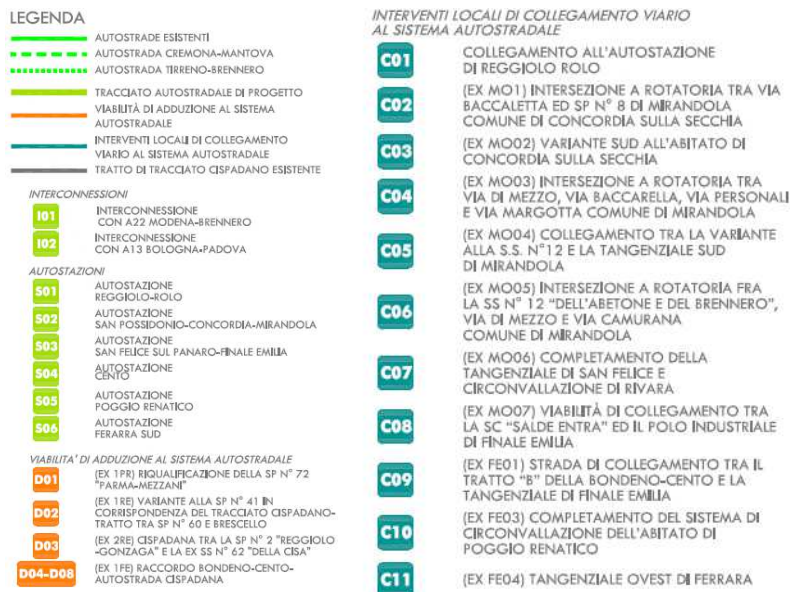 LEGENDA
AUTOSTRADE ESISTENTI
AUTOSTRADA CREMONA-MANTOVA
AUTOSTRADA TIRRENO-BRENNERO
TRACCIATO AUTOSTRADALE DI PROGETTO
VIABILITÀ DI ADDUZIONE AL SISTEMA
AUTOSTRADALE
INTERVENTI LOCALI DI COLLEGAMENTO
VIARIO AL SISTEMA AUTOSTRADALE
TRATTO DI TRACCIATO CISPADANO ESISTENTE
INTERCONNESSIONI
I01 INTERCONNESSIONE
CON A22 MODENA-BRENNERO
I02 INTERCONNESSIONE
CON A13 BOLOGNA-PADOVA
AUTOSTAZIONI
S01 AUTOSTAZIONE
REGGIOLO-ROLO
S02 AUTOSTAZIONE
SAN POSSIDONIO-CONCORDIA-MIRANDOLA
S03 AUTOSTAZIONE
SAN FELICE SUL PANARO-FINALE EMILIA
S04 AUTOSTAZIONE
CENTO
S05 AUTOSTAZIONE
POGGIO RENATICO
S06 AUTOSTAZIONE
FERARRA SUD
VIABILITA' DI ADDUZIONE AL SISTEMA AUTOSTRADALE
D01 (EX 1PR) RIQUALIFICAZIONE DELLA SP N° 72
"PARMA-MEZZANI"
D02 (EX 1RE) VARIANTE ALLA SP N° 41 IN
CORRISPONDENZA DEL TRACCIATO CISPADANO-
TRATTO TRA SP N° 60 E BRESCELLO
D03 (EX 2RE) CISPADANA TRA LA SP N° 2 "REGGIOLO
-GONZAGA" E LA EX SS N° 62 "DELLA CISA"
D04-D08 (EX 1FE) RACCORDO BONDENO-CENTO-
AUTOSTRADA CISPADANA
INTERVENTI LOCALI DI COLLEGAMENTO VIARIO
AL SISTEMA AUTOSTRADALE
C01 COLLEGAMENTO ALL'AUTOSTAZIONE
DI REGGIOLO ROLO
C02 (EX MO1) INTERSEZIONE A ROTATORIA TRA VIA
BACCALETTA ED SP N° 8 DI MIRANDOLA
COMUNE DI CONCORDIA SULLA SECCHIA
C03 (EX MO02) VARIANTE SUD ALL'ABITATO DI
CONCORDIA SULLA SECCHIA
C04 (EX MO03) INTERSEZIONE A ROTATORIA TRA
VIA DI MEZZO, VIA BACCARELLA, VIA PERSONALI
E VIA MARGOTTA COMUNE DI MIRANDOLA
C05 (EX MO04) COLLEGAMENTO TRA LA VARIANTE
ALLA S.S. N°12 E LA TANGENZIALE SUD
DI MIRANDOLA
C06 (EX MO05) INTERSEZIONE A ROTATORIA FRA
LA SS N° 12 "DELL'ABETONE E DEL BRENNERO",
VIA DI MEZZO E VIA CAMURANA
COMUNE DI MIRANDOLA
C07 (EX MO06) COMPLETAMENTO DELLA
TANGENZIALE DI SAN FELICE E
CIRCONVALLAZIONE DI RIVARA
C08 (EX MO07) VIABILITÀ DI COLLEGAMENTO TRA
LA SC "SALDE ENTRA" ED IL POLO INDUSTRIALE
DI FINALE EMILIA
C09 (EX FE01) STRADA DI COLLEGAMENTO TRA IL
TRATTO "B" DELLA BONDENO-CENTO E LA
TANGENZIALE DI FINALE EMILIA
C10 (EX FE03) COMPLETAMENTO DEL SISTEMA DI
CIRCONVALLAZIONE DELL'ABITATO DI
POGGIO RENATICO
C11 (EX FE04) TANGENZIALE OVEST DI FERRARA